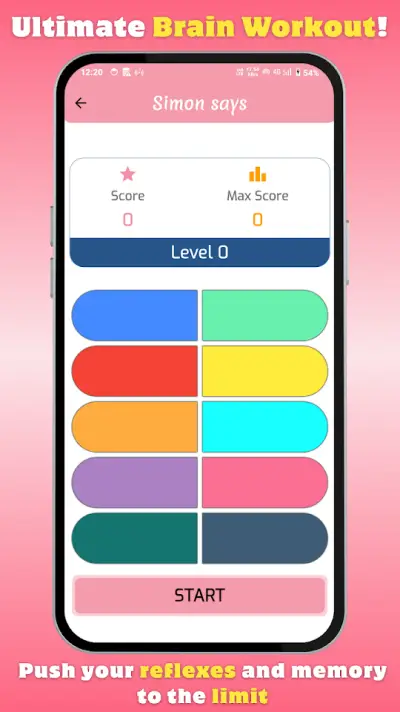 Ultimate Brain Workout!
12:20 4G 54%
Simon says
Score Max Score
0 0
Level 0
START
Push your reflexes and memory
to the limit